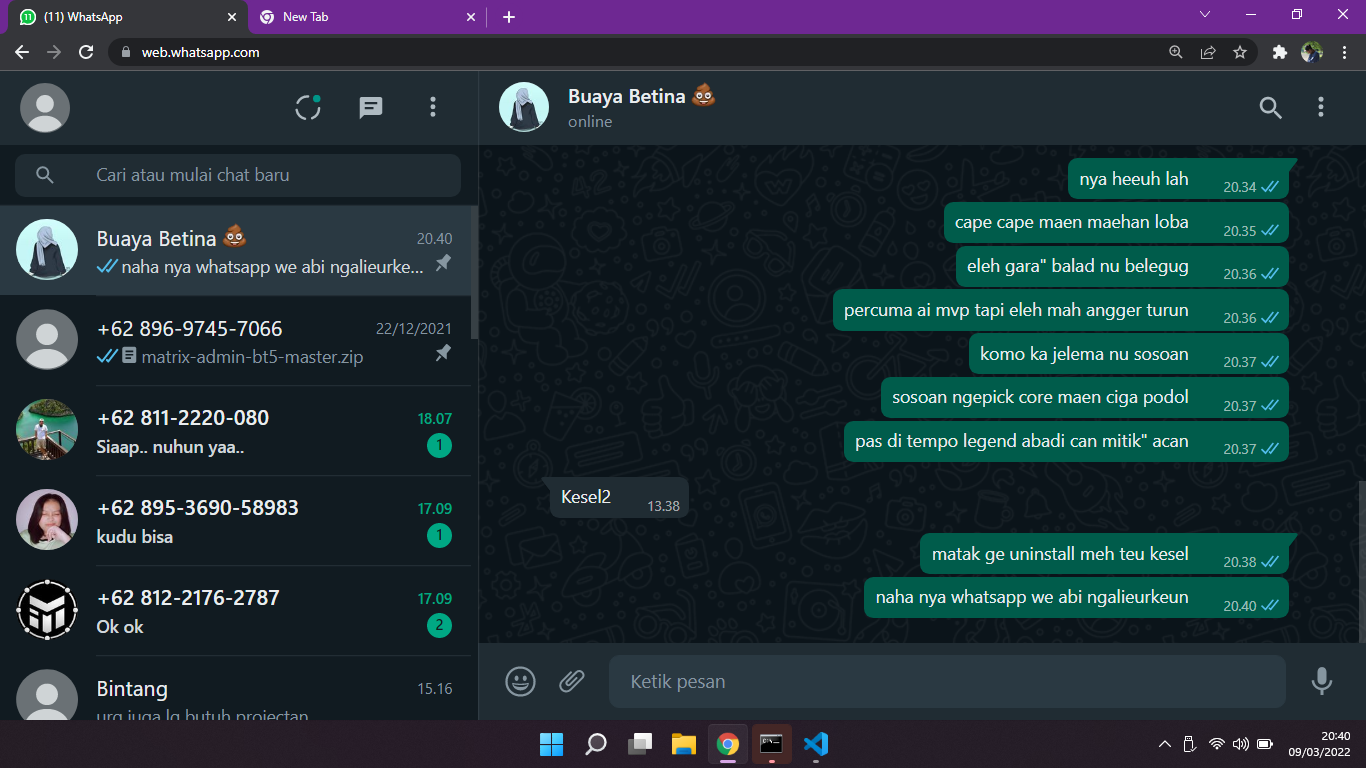 (11) WhatsApp
New Tab
web.whatsapp.com
Cari atau mulai chat baru
Buaya Betina 💩
20.40
naha nya whatsapp we abi ngalieurke...
+62 896-9745-7066
22/12/2021
matrix-admin-bt5-master.zip
+62 811-2220-080
18.07
Siaap.. nuhun yaa..
1
+62 895-3690-58983
17.09
kudu bisa
1
+62 812-2176-2787
17.09
Ok ok
2
Bintang
15.16
urg juga lg butuh projectan
Buaya Betina 💩
online
nya heeuh lah 20.34
cape cape maen maehan loba 20.35
eleh gara" balad nu belegug 20.36
percuma ai mvp tapi eleh mah angger turun 20.36
komo ka jelema nu sosoan 20.37
sosoan ngepick core maen ciga podol 20.37
pas di tempo legend abadi can mitik" acan 20.37
Kesel2 13.38
matak ge uninstall meh teu kesel 20.38
naha nya whatsapp we abi ngalieurkeun 20.40
Ketik pesan
20:40
09/03/2022